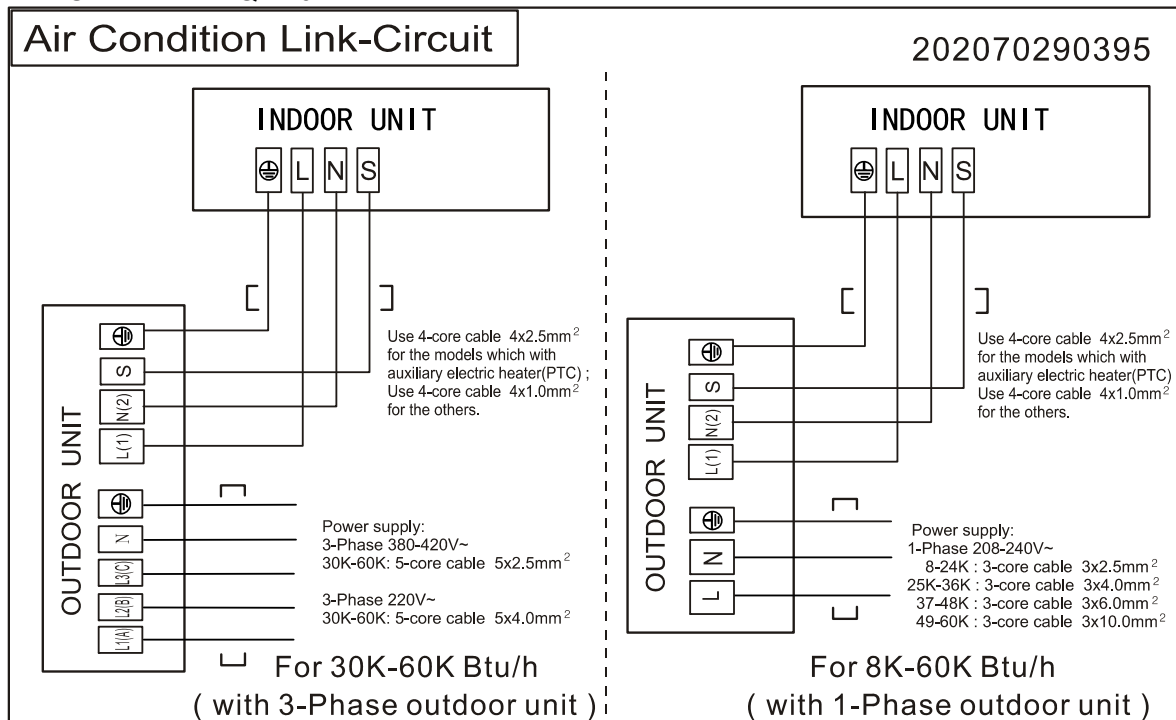 Air Condition Link-Circuit
202070290395
INDOOR UNIT
L N S
Use 4-core cable 4x2.5mm²
for the models which with
auxiliary electric heater(PTC) ;
Use 4-core cable 4x1.0mm²
for the others.
OUTDOOR UNIT
S
N(2)
L(1)
N
L3(C)
L2(B)
L1(A)
Power supply:
3-Phase 380-420V~
30K-60K: 5-core cable 5x2.5mm²
3-Phase 220V~
30K-60K: 5-core cable 5x4.0mm²
For 30K-60K Btu/h
( with 3-Phase outdoor unit )
INDOOR UNIT
L N S
Use 4-core cable 4x2.5mm²
for the models which with
auxiliary electric heater(PTC)
Use 4-core cable 4x1.0mm²
for the others.
OUTDOOR UNIT
S
N(2)
L(1)
N
L
Power supply:
1-Phase 208-240V~
8-24K : 3-core cable 3x2.5mm²
25K-36K : 3-core cable 3x4.0mm²
37-48K : 3-core cable 3x6.0mm²
49-60K : 3-core cable 3x10.0mm²
For 8K-60K Btu/h
( with 1-Phase outdoor unit )